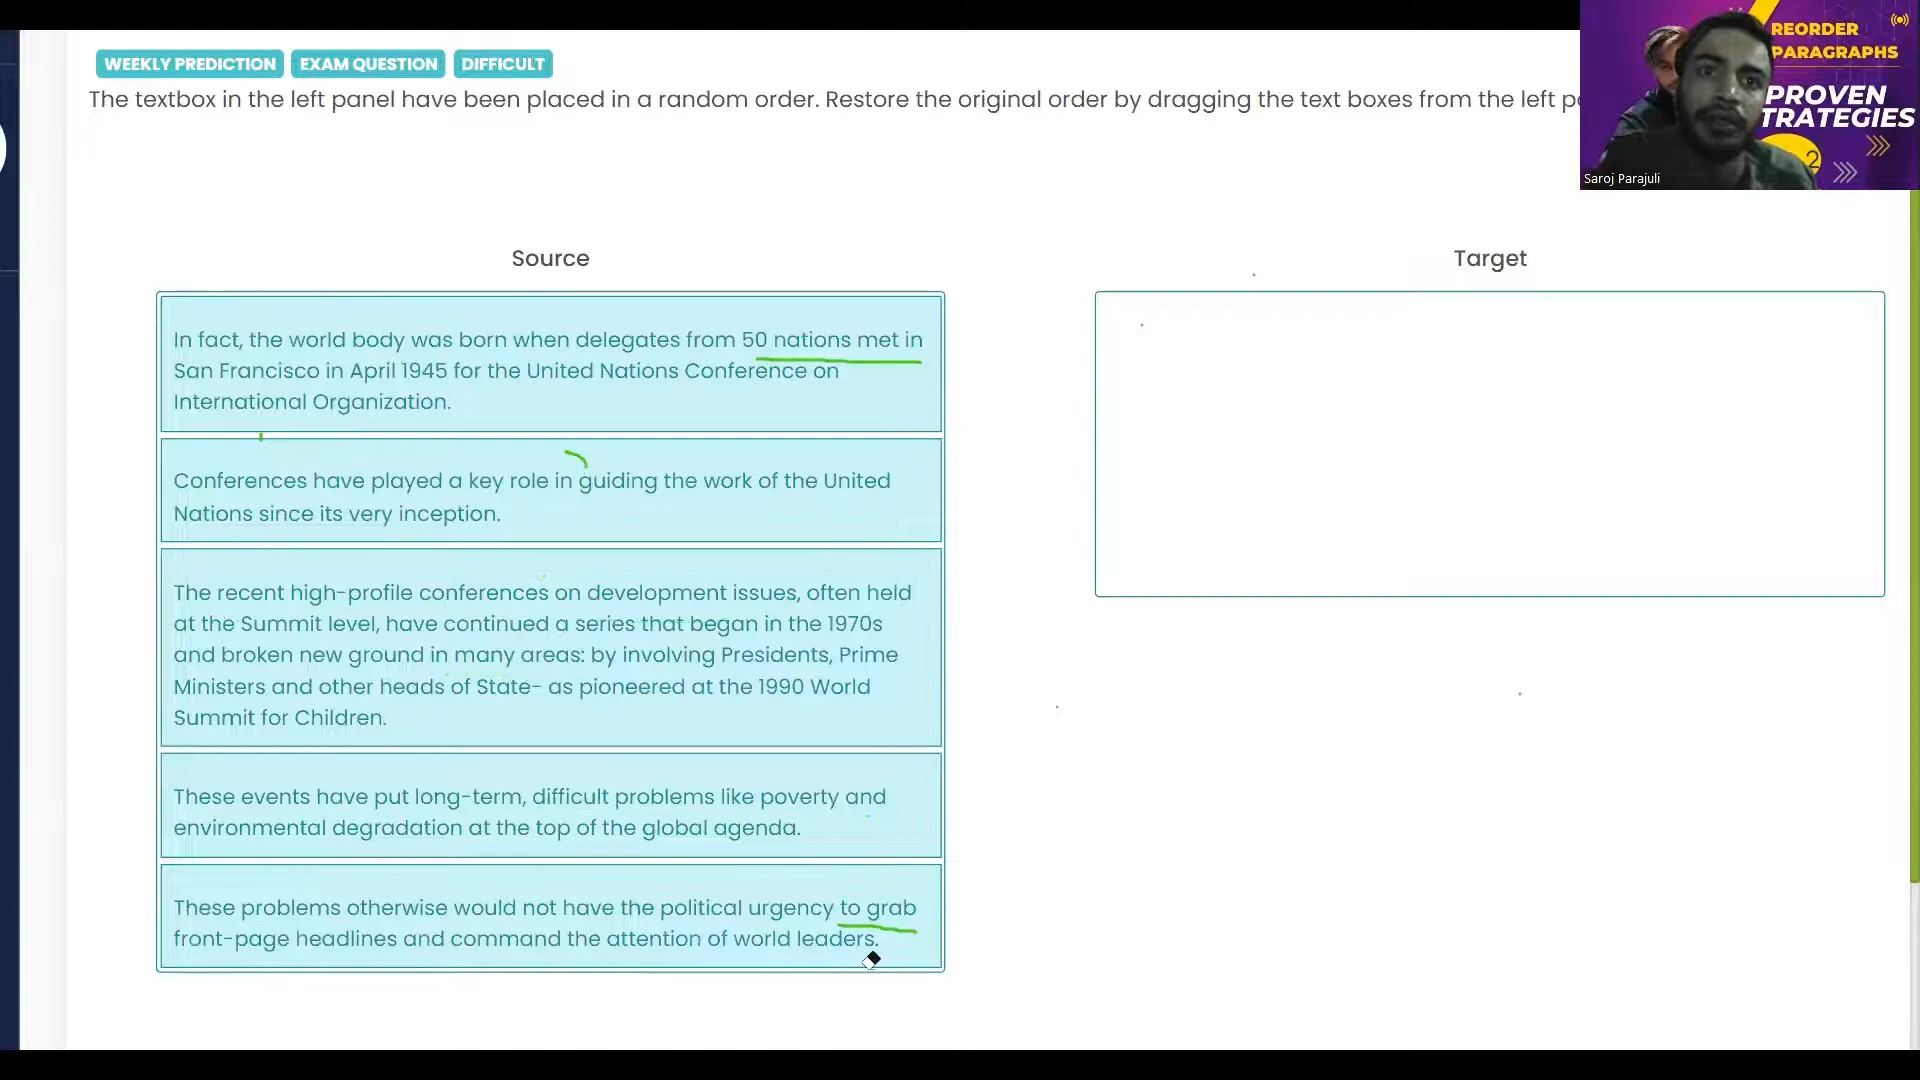 WEEKLY PREDICTION EXAM QUESTION DIFFICULT
The textbox in the left panel have been placed in a random order. Restore the original order by dragging the text boxes from the left
REORDER
PARAGRAPHS
PROVEN
TRATEGIES
2
Saroj Parajuli
Source
Target
In fact, the world body was born when delegates from 50 nations met in
San Francisco in April 1945 for the United Nations Conference on
International Organization.
Conferences have played a key role in guiding the work of the United
Nations since its very inception.
The recent high-profile conferences on development issues, often held
at the Summit level, have continued a series that began in the 1970s
and broken new ground in many areas: by involving Presidents, Prime
Ministers and other heads of State- as pioneered at the 1990 World
Summit for Children.
These events have put long-term, difficult problems like poverty and
environmental degradation at the top of the global agenda.
These problems otherwise would not have the political urgency to grab
front-page headlines and command the attention of world leaders.